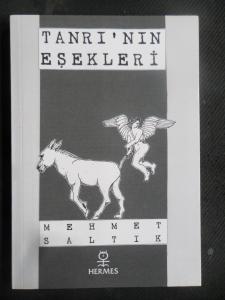 TANRI'NIN
EŞEKLERİ
MEHMET
SALTIK
HERMES